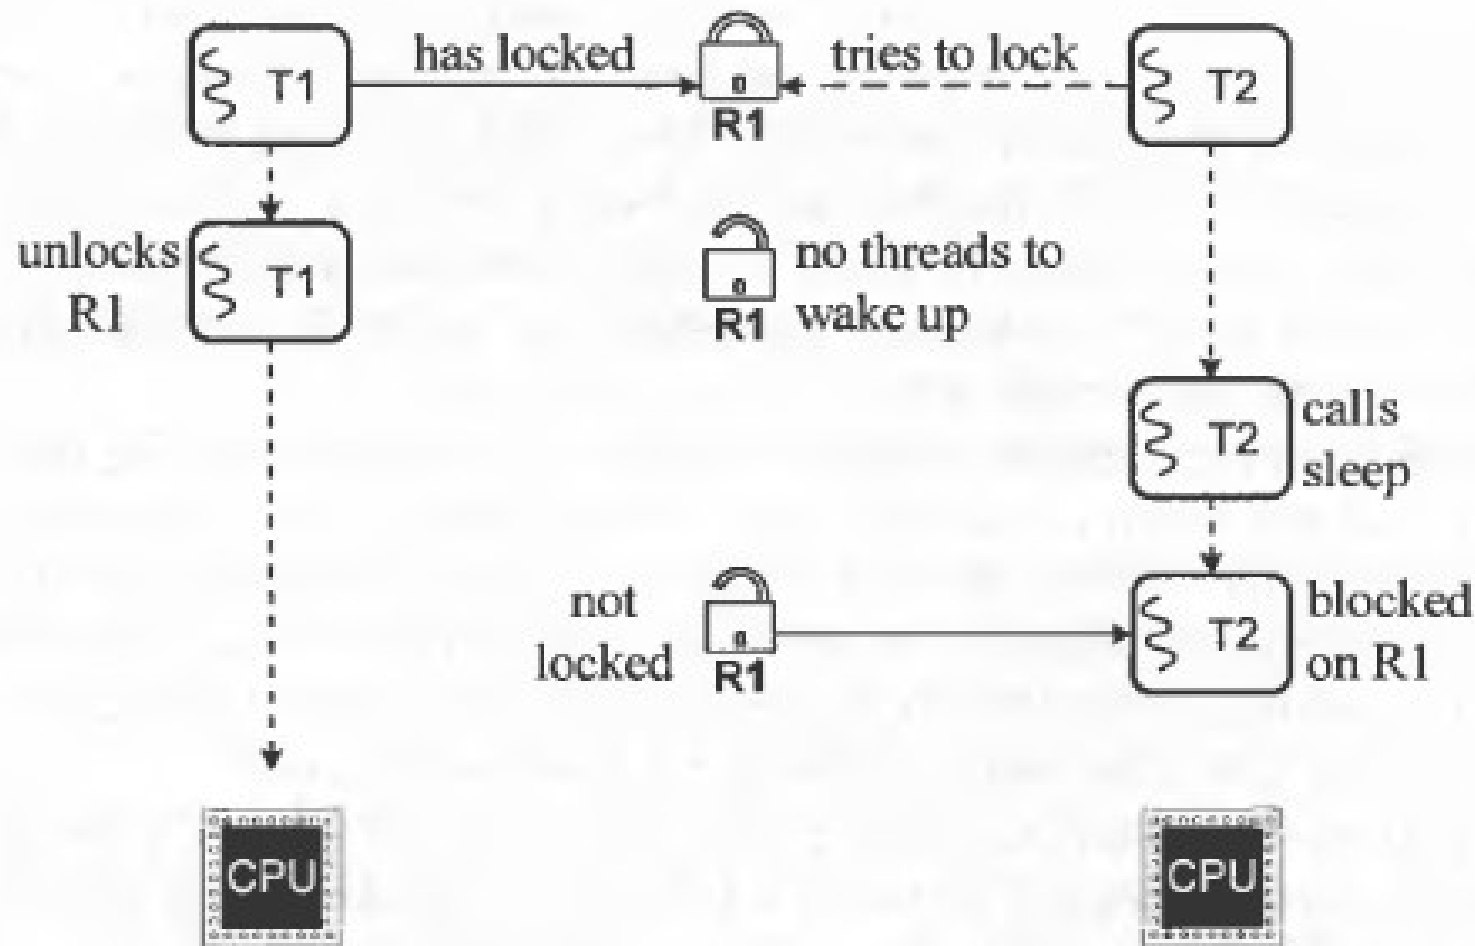 T1
has locked
R1
tries to lock
T2
unlocks
R1
T1
R1
no threads to
wake up
T2
calls
sleep
not
locked
R1
T2
blocked
on R1
CPU
CPU